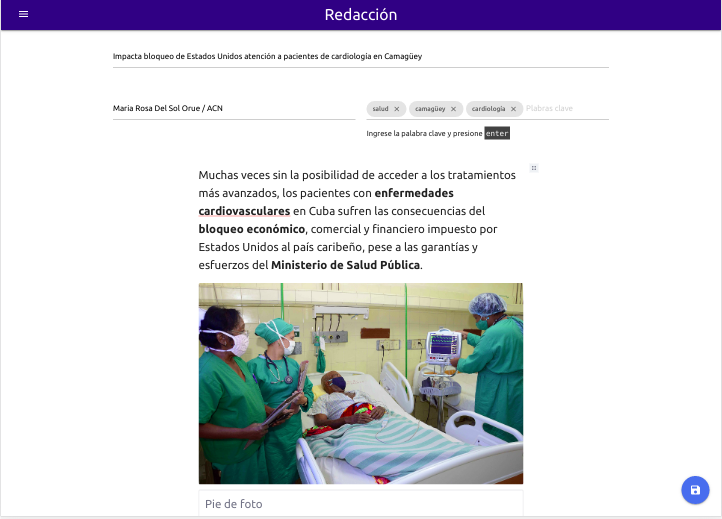 Redacción
Impacta bloqueo de Estados Unidos atención a pacientes de cardiología en Camagüey
María Rosa Del Sol Orue / ACN
salud
camagüey
cardiología
Plabras clave
Ingrese la palabra clave y presione enter
Muchas veces sin la posibilidad de acceder a los tratamientos
más avanzados, los pacientes con enfermedades
cardiovasculares en Cuba sufren las consecuencias del
bloqueo económico, comercial y financiero impuesto por
Estados Unidos al país caribeño, pese a las garantías y
esfuerzos del Ministerio de Salud Pública.
Pie de foto